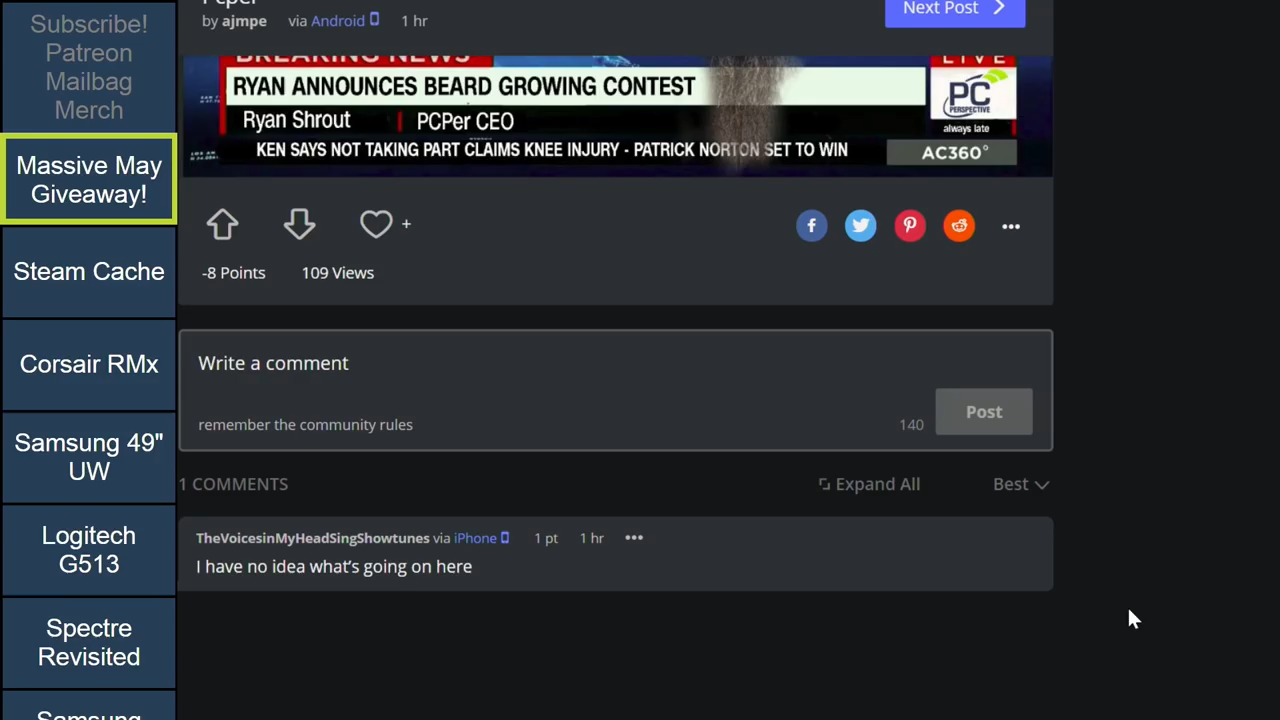 Subscribe!
Patreon
Mailbag
Merch
Massive May
Giveaway!
Steam Cache
Corsair RMx
Samsung 49"
UW
Logitech
G513
Spectre
Revisited
Samsung
Pcper
by ajmpe via Android 1 hr
Next Post
BREAKING NEWS
RYAN ANNOUNCES BEARD GROWING CONTEST
Ryan Shrout PCPer CEO
KEN SAYS NOT TAKING PART CLAIMS KNEE INJURY - PATRICK NORTON SET TO WIN
LIVE
PC
PERSPECTIVE
always late
AC360°
-8 Points 109 Views
Write a comment
remember the community rules
140 Post
1 COMMENTS
Expand All Best
TheVoicesinMyHeadSingShowtunes via iPhone 1 pt 1 hr
I have no idea what's going on here